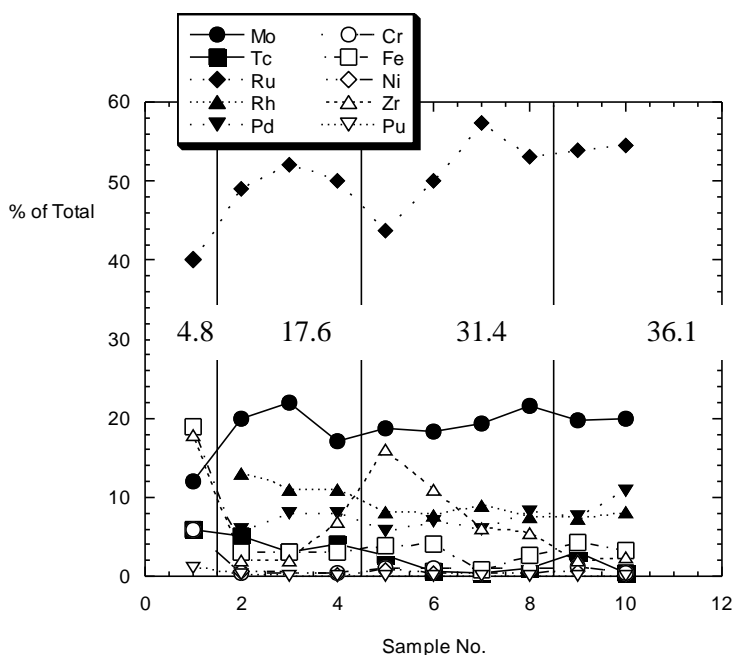 Mo Cr
Tc Fe
Ru Ni
Rh Zr
Pd Pu
60
50
% of Total
40
30
4.8 17.6 31.4 36.1
20
10
0
0 2 4 6 8 10 12
Sample No.